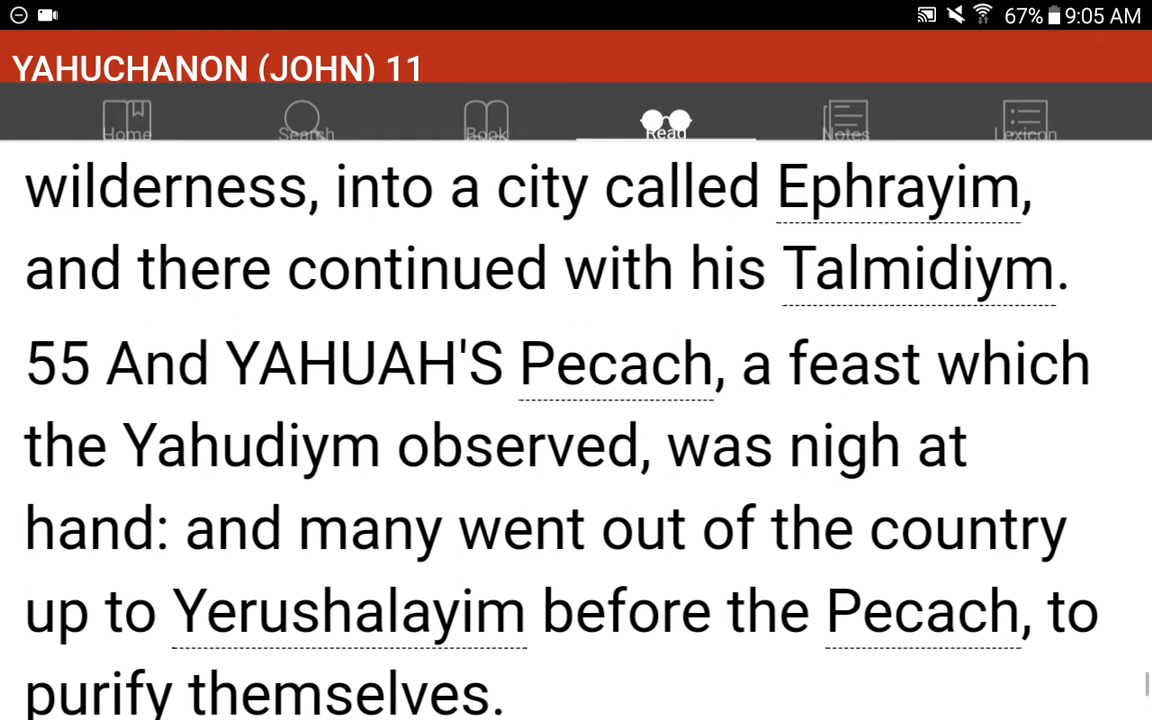 67% 9:05 AM
YAHUCHANON (JOHN) 11
Home Search Book Read Notes Lexicon
wilderness, into a city called Ephrayim,
and there continued with his Talmidiym.
55 And YAHUAH'S Pecach, a feast which
the Yahudiym observed, was nigh at
hand: and many went out of the country
up to Yerushalayim before the Pecach, to
purify themselves.